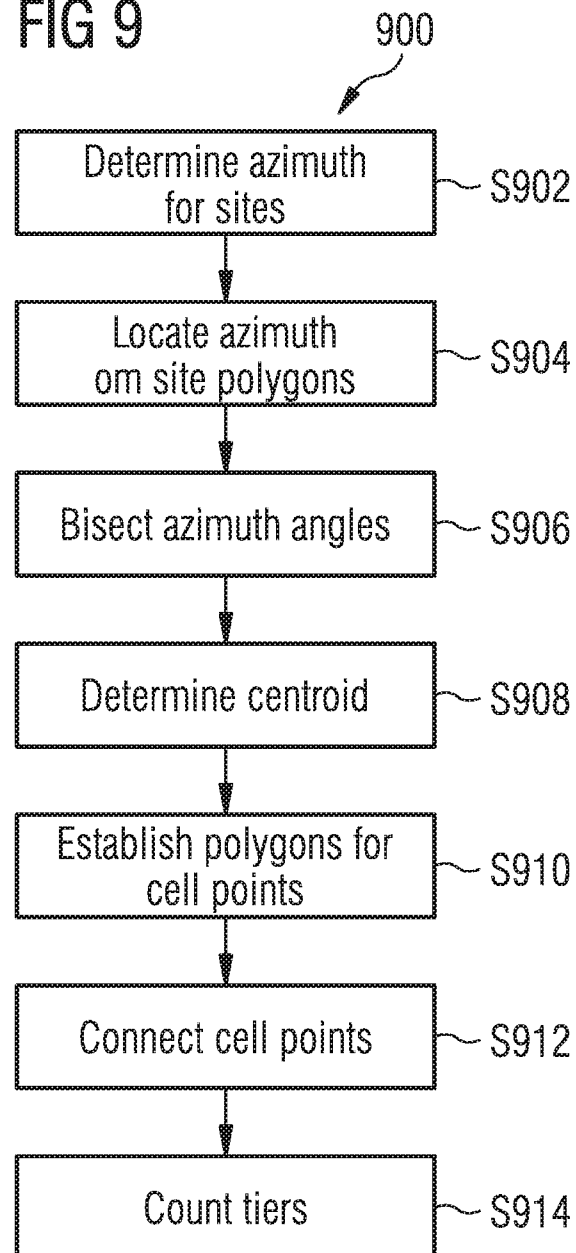 FIG 9
900
Determine azimuth
for sites
S902
Locate azimuth
om site polygons
S904
Bisect azimuth angles
S906
Determine centroid
S908
Establish polygons for
cell points
S910
Connect cell points
S912
Count tiers
S914